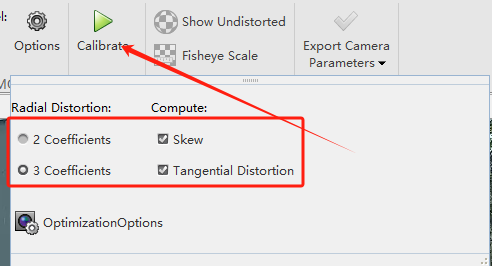 el:
Options
Calibrate
Show Undistorted
Fisheye Scale
Export Camera
Parameters
Radial Distortion:
Compute:
2 Coefficients
Skew
3 Coefficients
Tangential Distortion
OptimizationOptions